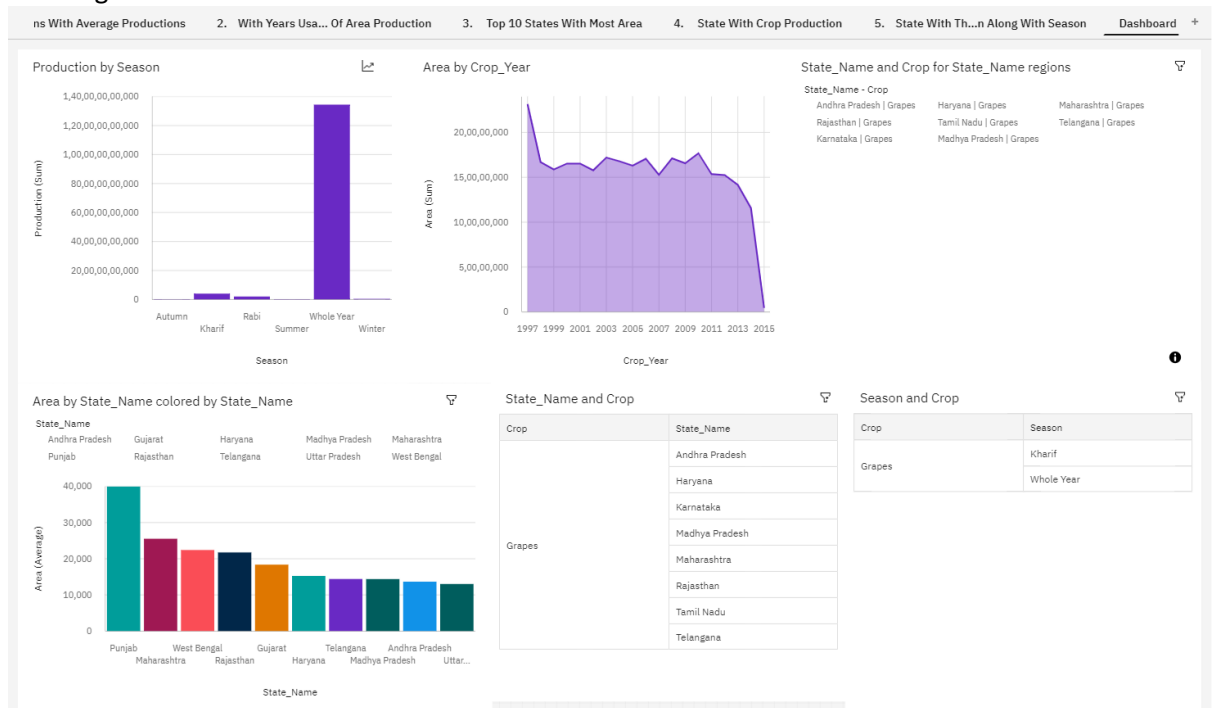 ns With Average Productions 2. With Years Usa... Of Area Production 3. Top 10 States With Most Area 4. State With Crop Production 5. State With Th...n Along With Season Dashboard +
Production by Season
1,40,00,00,00,000
1,20,00,00,00,000
1,00,00,00,00,000
80,00,00,00,000
60,00,00,00,000
40,00,00,00,000
20,00,00,00,000
0
Production (Sum)
Autumn Rabi Whole Year
Kharif Summer Winter
Season
Area by Crop_Year
20,00,00,000
15,00,00,000
10,00,00,000
5,00,00,000
0
Area (Sum)
1997 1999 2001 2003 2005 2007 2009 2011 2013 2015
Crop_Year
State_Name and Crop for State_Name regions
State_Name - Crop
Andhra Pradesh | Grapes Haryana | Grapes Maharashtra | Grapes
Rajasthan | Grapes Tamil Nadu | Grapes Telangana | Grapes
Karnataka | Grapes Madhya Pradesh | Grapes
Area by State_Name colored by State_Name
State_Name
Andhra Pradesh Gujarat Haryana Madhya Pradesh Maharashtra
Punjab Rajasthan Telangana Uttar Pradesh West Bengal
40,000
30,000
20,000
10,000
0
Area (Average)
Punjab West Bengal Gujarat Telangana Andhra Pradesh
Maharashtra Rajasthan Haryana Madhya Pradesh Uttar...
State_Name
State_Name and Crop
Crop State_Name
Grapes
Andhra Pradesh
Haryana
Karnataka
Madhya Pradesh
Maharashtra
Rajasthan
Tamil Nadu
Telangana
Season and Crop
Crop Season
Grapes
Kharif
Whole Year